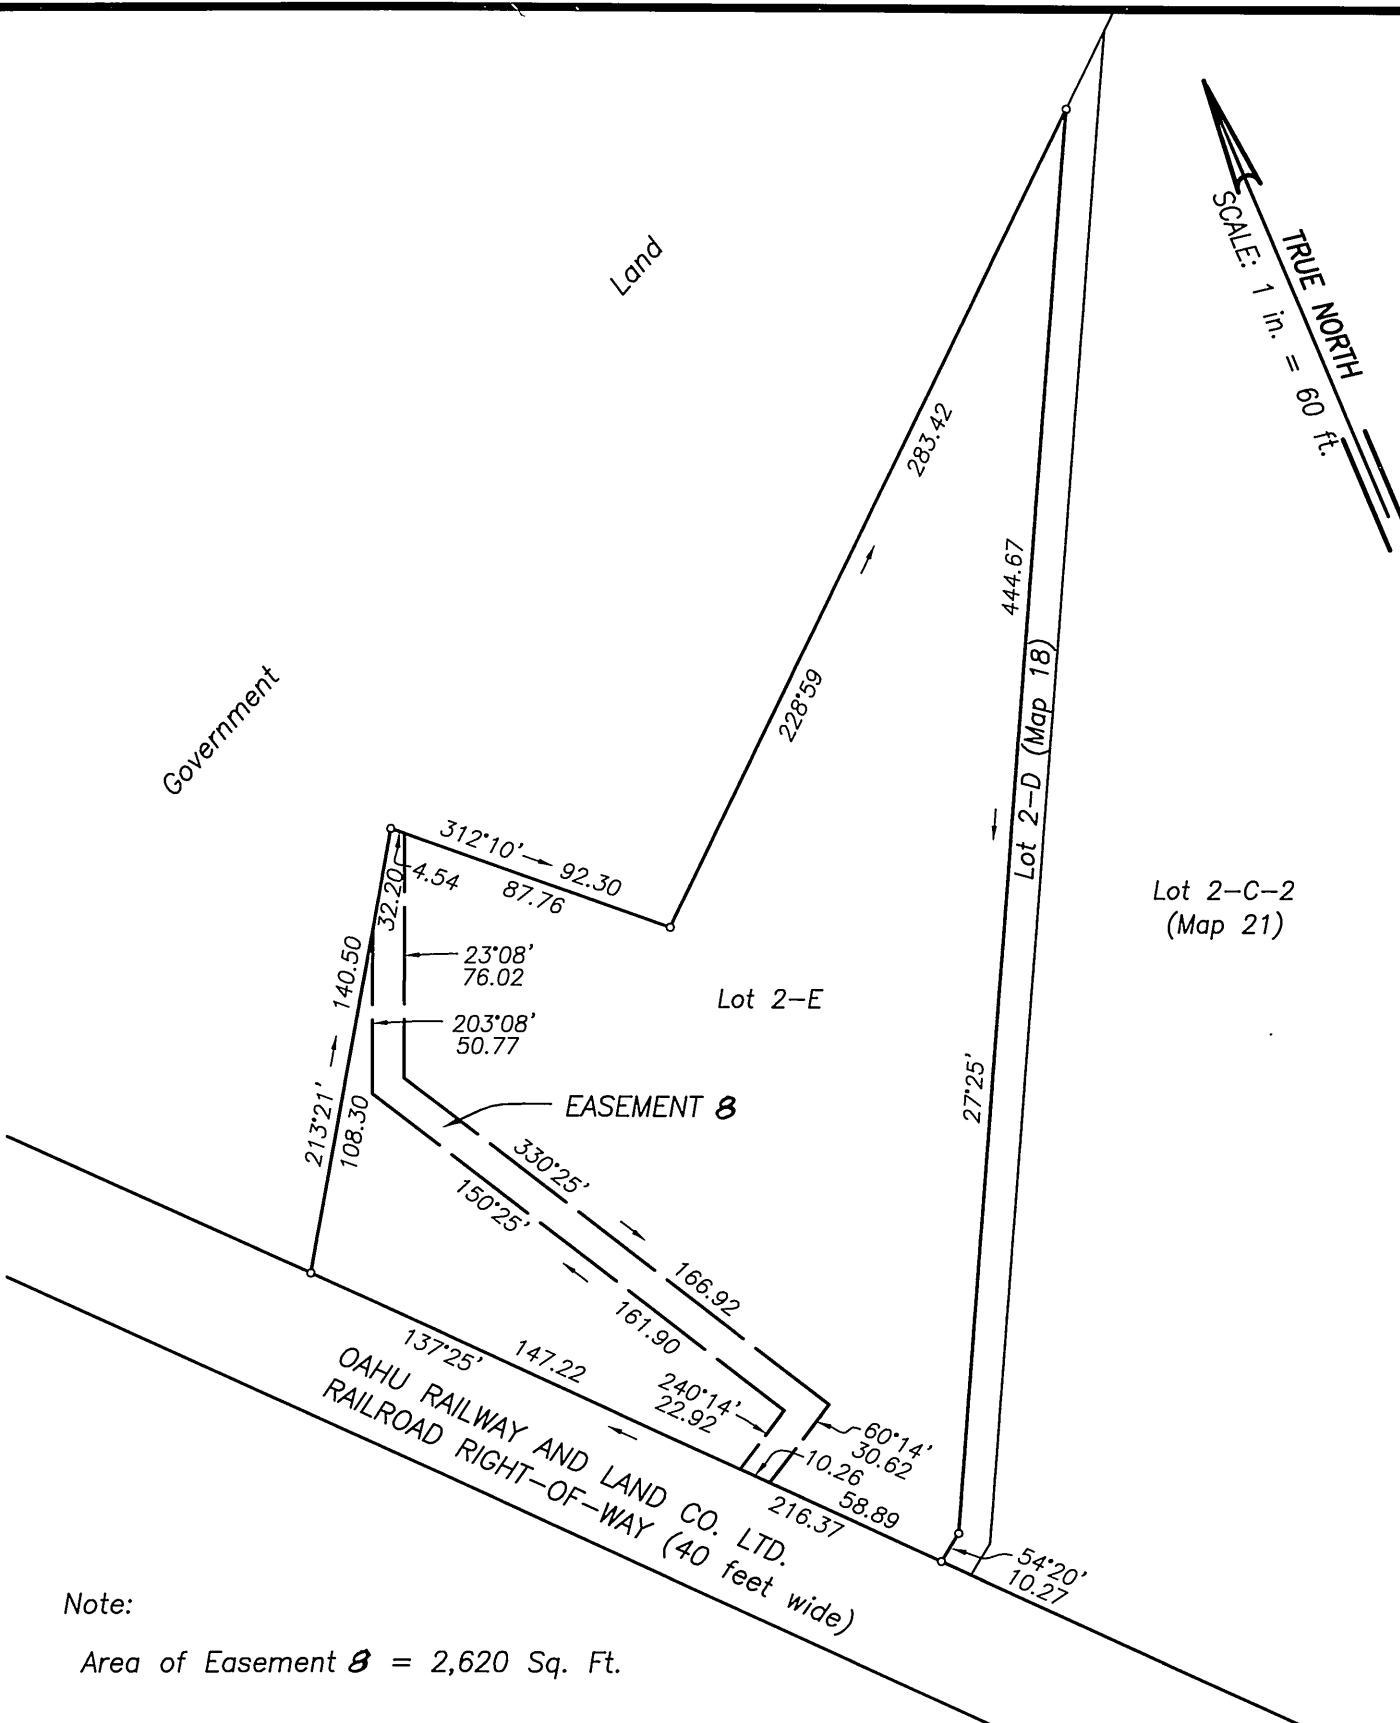 TRUE NORTH
SCALE: 1 in. = 60 ft.
Land
Government
283.42
228°59'
444.67
Lot 2-D (Map 18)
27°25'
Lot 2-C-2
(Map 21)
312°10' 92.30
4.54
87.76
32.20
140.50
213°21'
108.30
23°08'
76.02
203°08'
50.77
Lot 2-E
EASEMENT 8
330°25'
150°25'
166.92
161.90
240°14'
22.92
60°14'
30.62
10.26
137°25' 147.22
216.37
58.89
54°20'
10.27
OAHU RAILWAY AND LAND CO. LTD.
RAILROAD RIGHT-OF-WAY (40 feet wide)
Note:
Area of Easement 8 = 2,620 Sq. Ft.